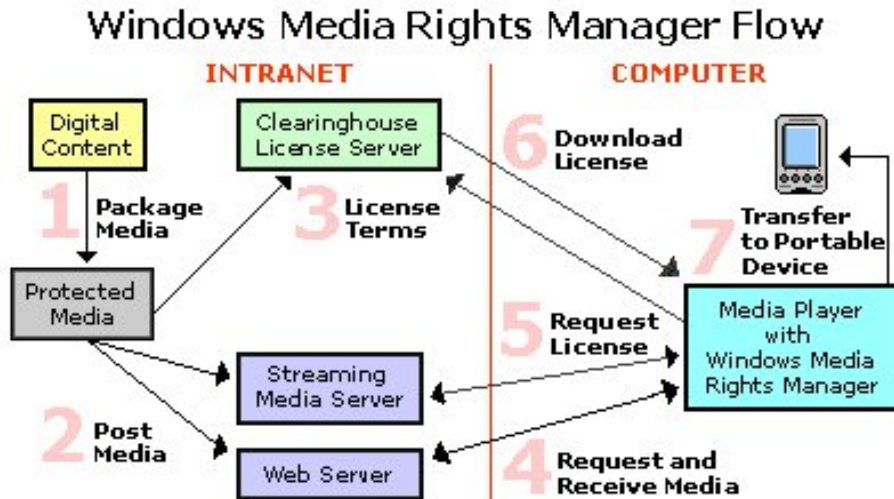 Windows Media Rights Manager Flow
INTRANET
COMPUTER
Digital
Content
Clearinghouse
License Server
6 Download
License
1 Package
Media
3 License
Terms
7 Transfer
to Portable
Device
Protected
Media
5 Request
License
Media Player
with
Windows Media
Rights Manager
Streaming
Media Server
2 Post
Media
Web Server
4 Request and
Receive Media